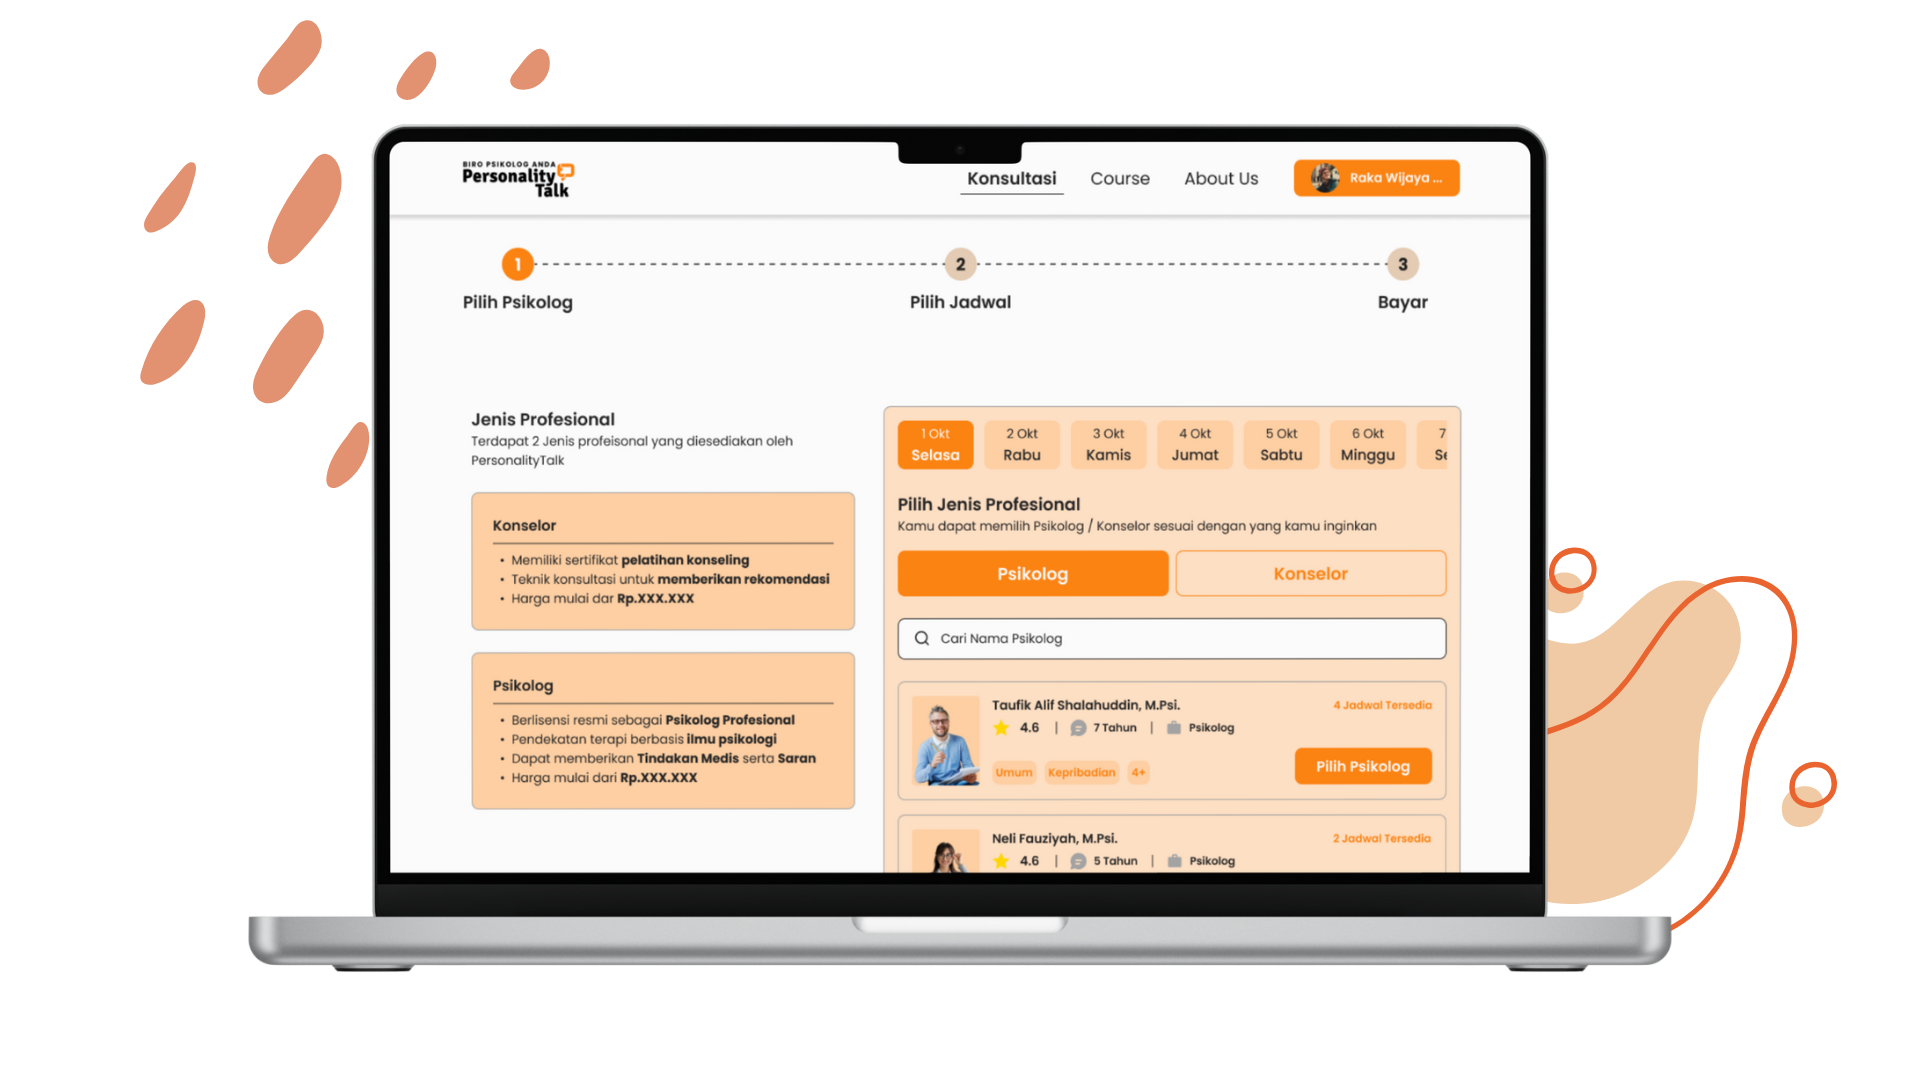 BIRO PSIKOLOG ANDA
Personality
Talk
Konsultasi
Course
About Us
Raka Wijaya ...
1
2
3
Pilih Psikolog
Pilih Jadwal
Bayar
Jenis Profesional
Terdapat 2 Jenis profeisonal yang diesediakan oleh
PersonalityTalk
Konselor
• Memiliki sertifikat pelatihan konseling
• Teknik konsultasi untuk memberikan rekomendasi
• Harga mulai dar Rp.XXX.XXX
Psikolog
• Berlisensi resmi sebagai Psikolog Profesional
• Pendekatan terapi berbasis ilmu psikologi
• Dapat memberikan Tindakan Medis serta Saran
• Harga mulai dari Rp.XXX.XXX
1 Okt
Selasa
2 Okt
Rabu
3 Okt
Kamis
4 Okt
Jumat
5 Okt
Sabtu
6 Okt
Minggu
7
Se
Pilih Jenis Profesional
Kamu dapat memilih Psikolog / Konselor sesuai dengan yang kamu inginkan
Psikolog
Konselor
Cari Nama Psikolog
Taufik Alif Shalahuddin, M.Psi.
4 Jadwal Tersedia
4.6 | 7 Tahun | Psikolog
Umum
Kepribadian
4+
Pilih Psikolog
Neli Fauziyah, M.Psi.
2 Jadwal Tersedia
4.6 | 5 Tahun | Psikolog